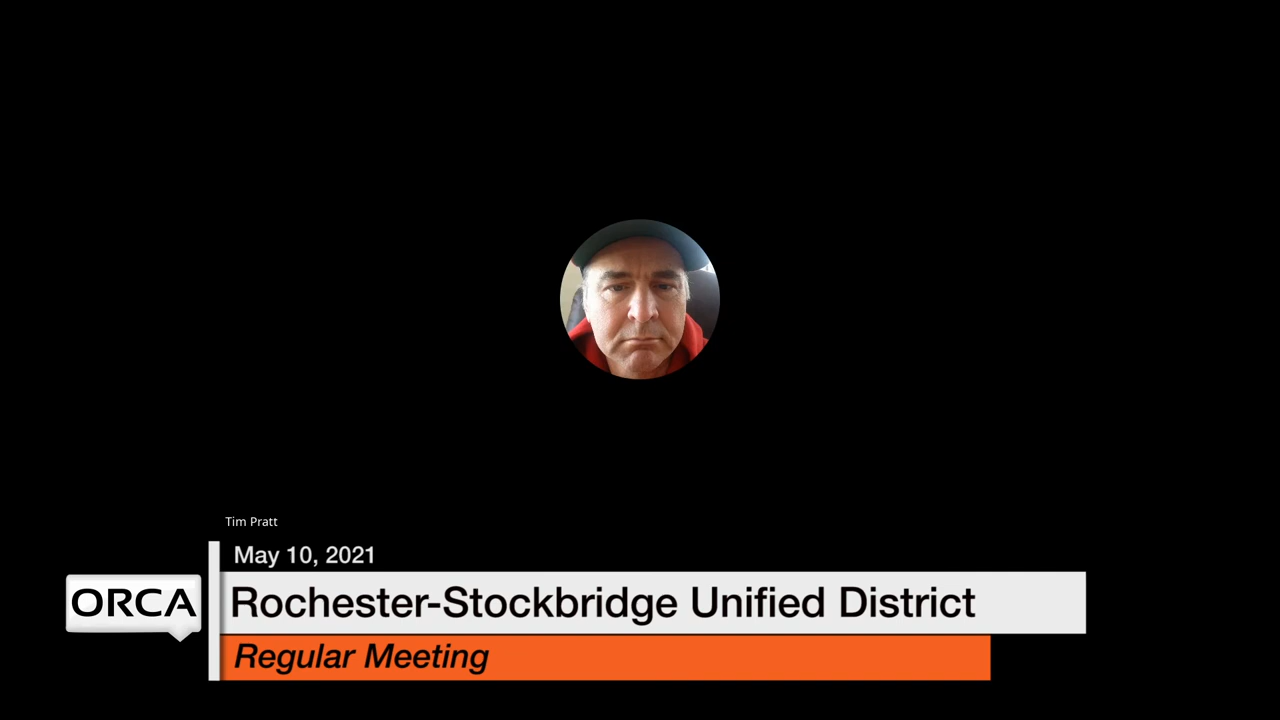 Tim Pratt
May 10, 2021
ORCA
Rochester-Stockbridge Unified District
Regular Meeting